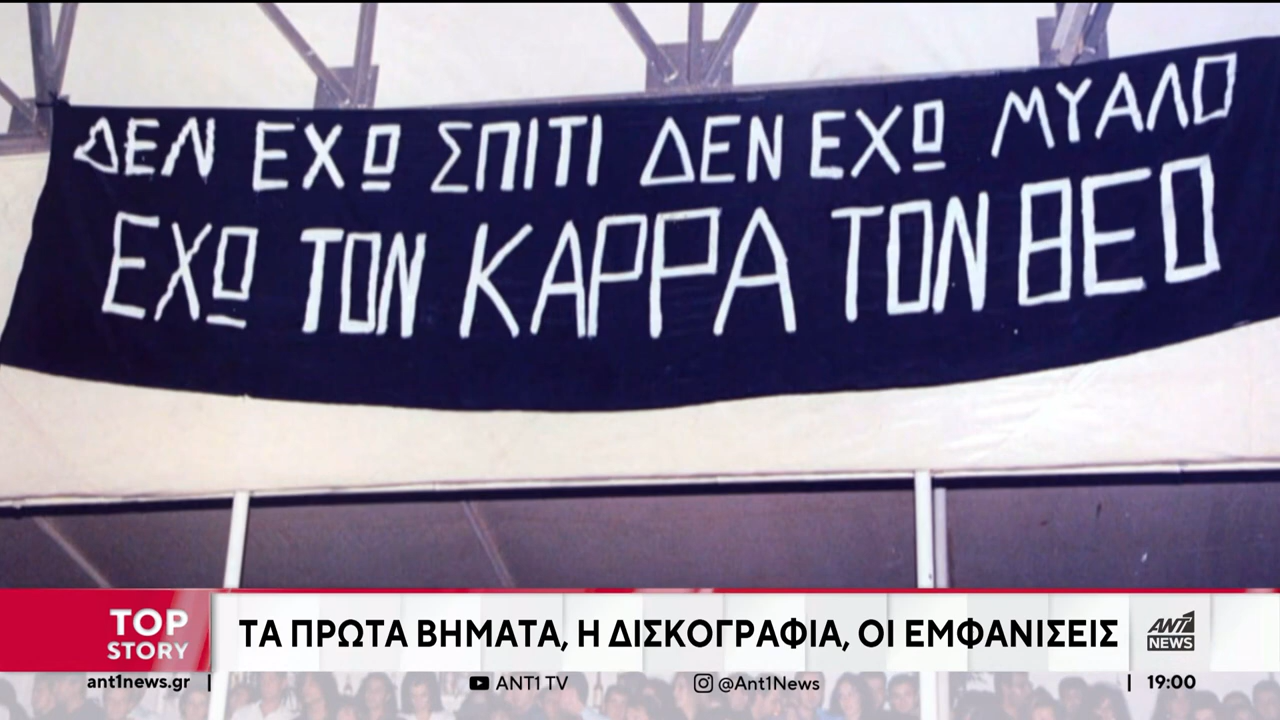 ΔΕΝ ΕΧΩ ΣΠΙΤΙ ΔΕΝ ΕΧΩ ΜΥΑΛΟ
ΕΧΩ ΤΟΝ ΚΑΡΡΑ ΤΟΝ ΘΕΟ
TOP STORY
ΤΑ ΠΡΩΤΑ ΒΗΜΑΤΑ, Η ΔΙΣΚΟΓΡΑΦΙΑ, ΟΙ ΕΜΦΑΝΙΣΕΙΣ
ANT1 NEWS
ant1news.gr | ANT1 TV @Ant1News | 19:00